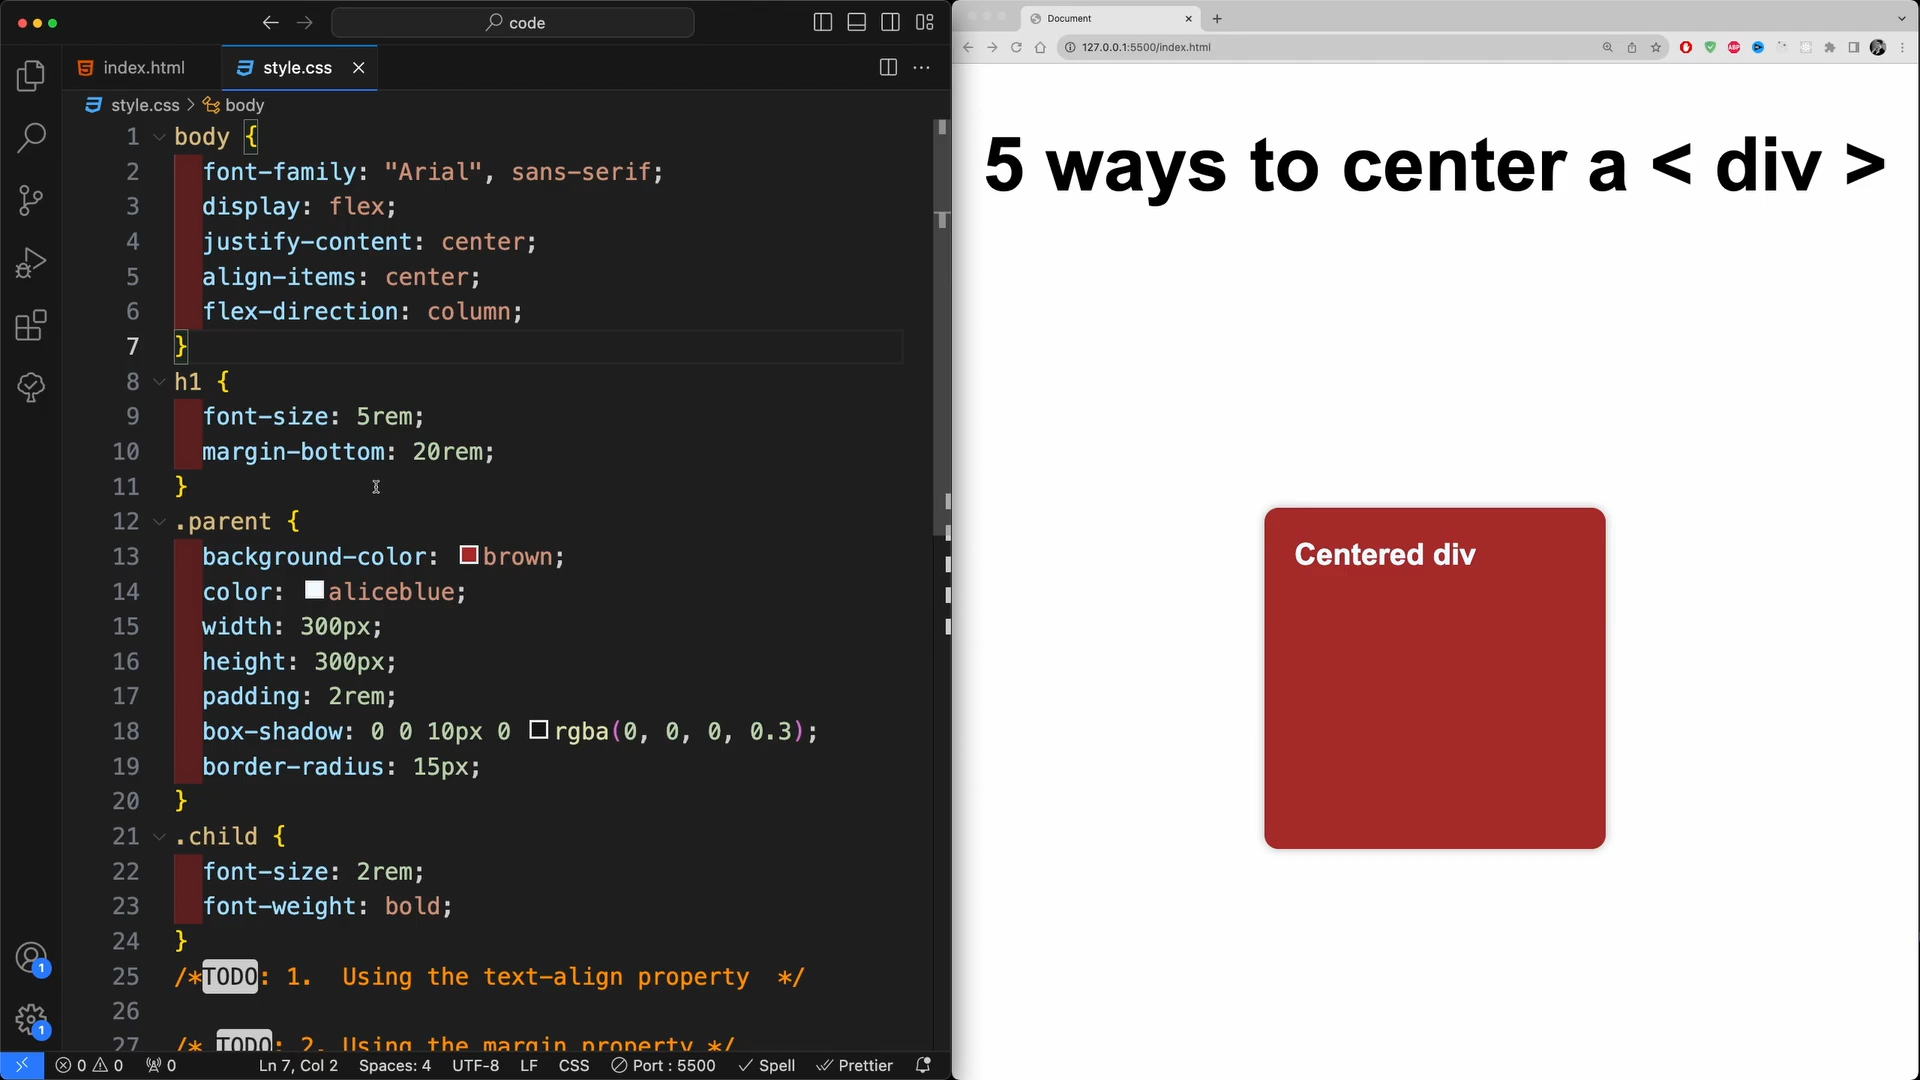 code
index.html
style.css
style.css > body
1 body {
2 font-family: "Arial", sans-serif;
3 display: flex;
4 justify-content: center;
5 align-items: center;
6 flex-direction: column;
7 }
8 h1 {
9 font-size: 5rem;
10 margin-bottom: 20rem;
11 }
12 .parent {
13 background-color: brown;
14 color: aliceblue;
15 width: 300px;
16 height: 300px;
17 padding: 2rem;
18 box-shadow: 0 0 10px 0 rgba(0, 0, 0, 0.3);
19 border-radius: 15px;
20 }
21 .child {
22 font-size: 2rem;
23 font-weight: bold;
24 }
25 /*TODO: 1.  Using the text-align property  */
26
27 /* TODO: 2. Using the margin property */
1
1
0 0 0 Ln 7, Col 2 Spaces: 4 UTF-8 LF CSS Port : 5500 Spell Prettier
Document
127.0.0.1:5500/index.html
ABP
5 ways to center a < div >
Centered div